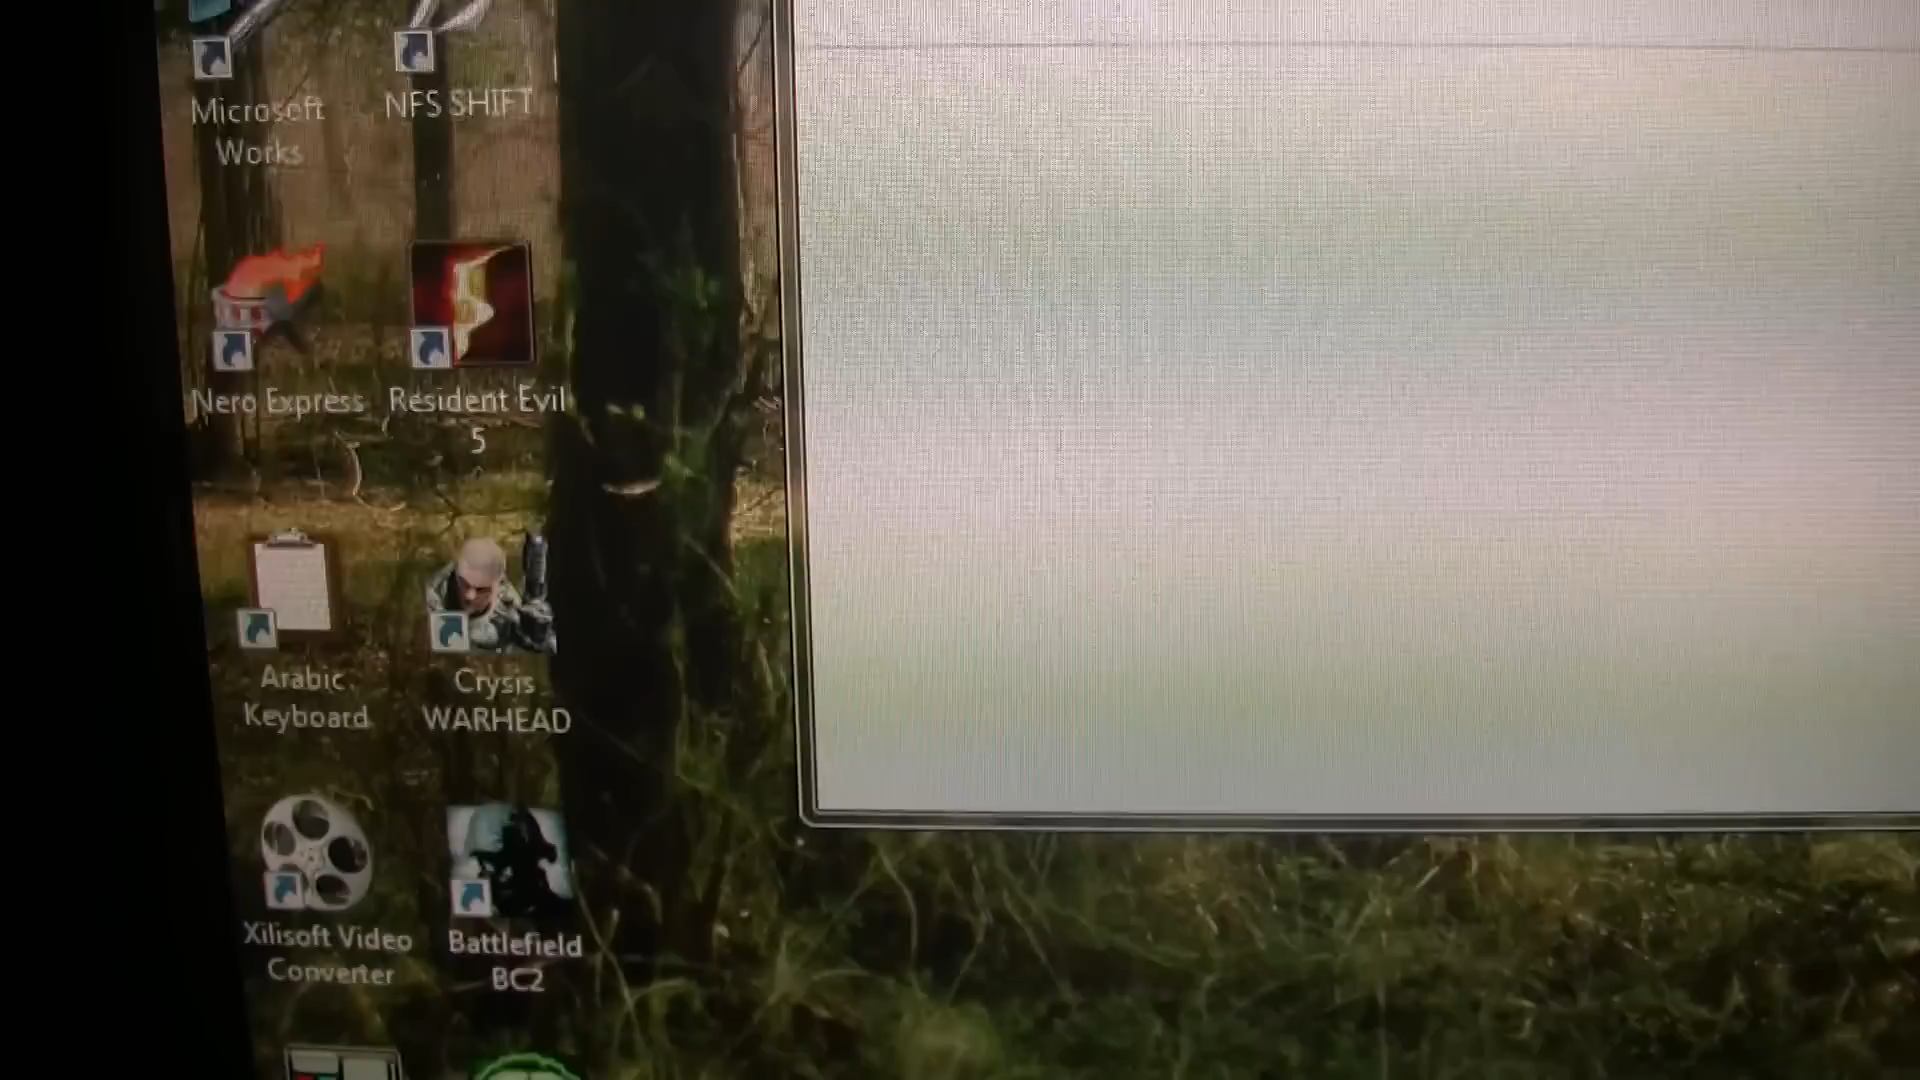 Microsoft
Works
NFS SHIFT
Nero Express
Resident Evil
5
Arabic
Keyboard
Crysis
WARHEAD
Xilisoft Video
Converter
Battlefield
BC2